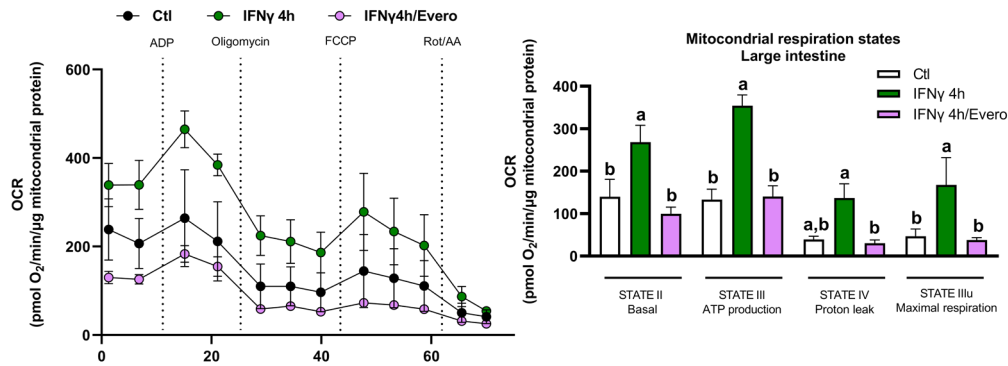 Ctl IFNγ 4h IFNγ4h/Evero
ADP Oligomycin FCCP Rot/AA
OCR
(pmol O₂/min/µg mitocondrial protein)
600
400
200
0
0 20 40 60
Mitocondrial respiration states
Large intestine
Ctl
IFNγ 4h
IFNγ 4h/Evero
OCR
(pmol O₂/min/µg mitocondrial protein)
400
300
200
100
0
b a b b a b a,b a b b a b
STATE II STATE III STATE IV STATE IIIu
Basal ATP production Proton leak Maximal respiration